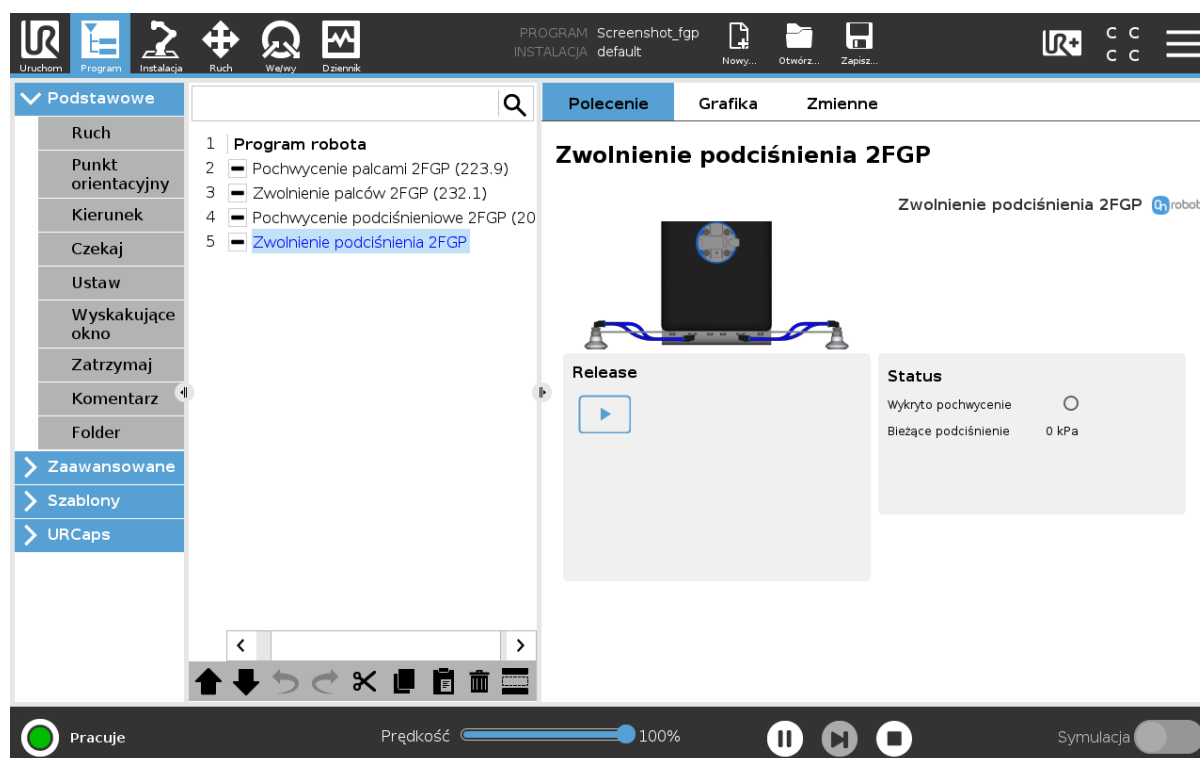 PROGRAM Screenshot_fgp
INSTALACJA default
Uruchom Program Instalacja Ruch We/wy Dziennik Nowy... Otwórz... Zapisz...
UR+
C C
C C
Podstawowe
Ruch
Punkt
orientacyjny
Kierunek
Czekaj
Ustaw
Wyskakujące
okno
Zatrzymaj
Komentarz
Folder
Zaawansowane
Szablony
URCaps
1 Program robota
2 Pochwycenie palcami 2FGP (223.9)
3 Zwolnienie palców 2FGP (232.1)
4 Pochwycenie podciśnieniowe 2FGP (20
5 Zwolnienie podciśnienia 2FGP
Polecenie Grafika Zmienne
Zwolnienie podciśnienia 2FGP
Zwolnienie podciśnienia 2FGP OnRobot
Release
Status
Wykryto pochwycenie
Bieżące podciśnienie 0 kPa
Pracuje Prędkość 100% Symulacja